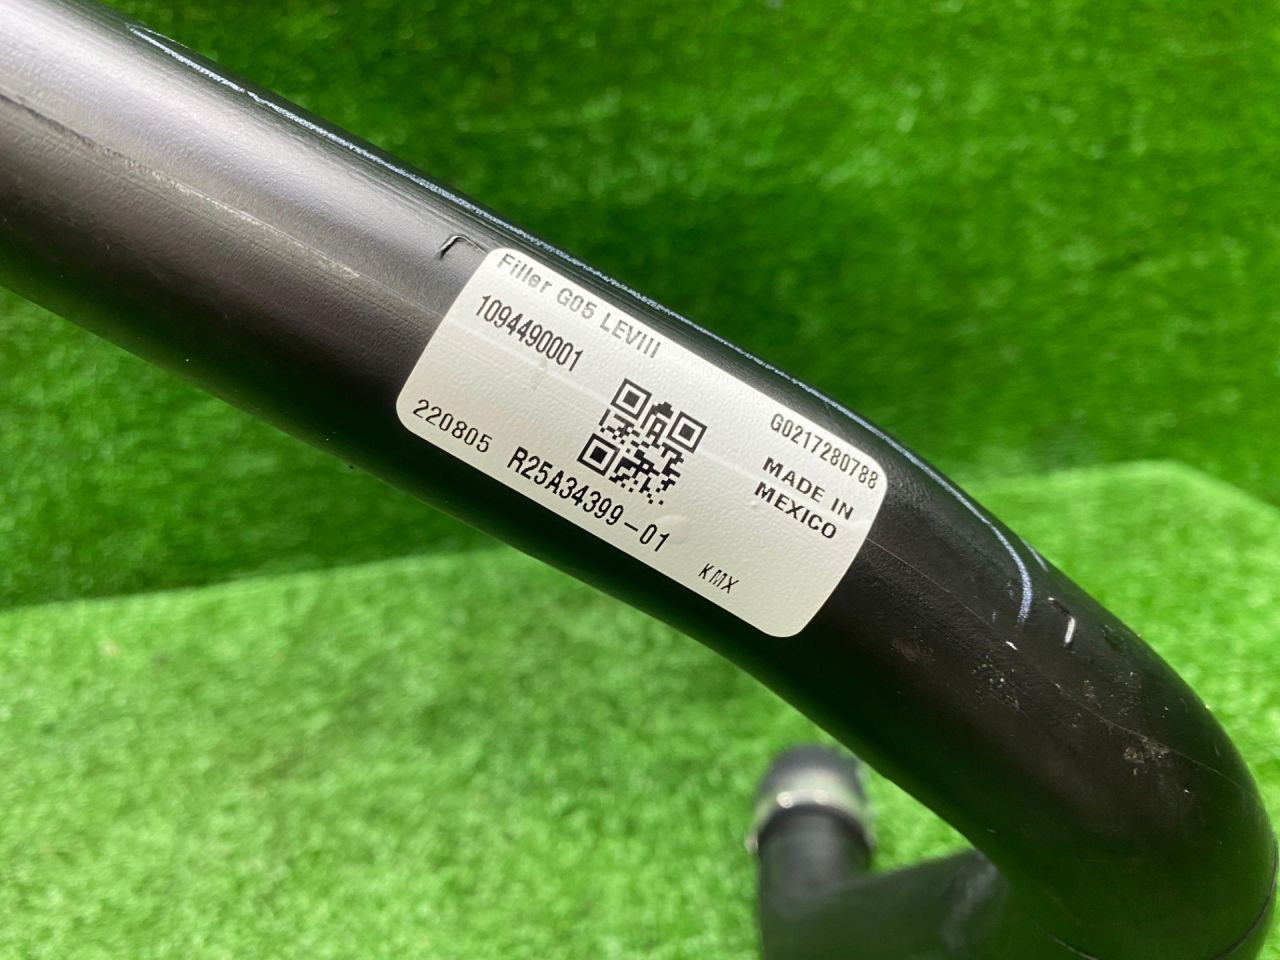 Filler G05 LEVIII
1094490001
G0217280788
MADE IN
MEXICO
220805
R25A34399-01
KMX